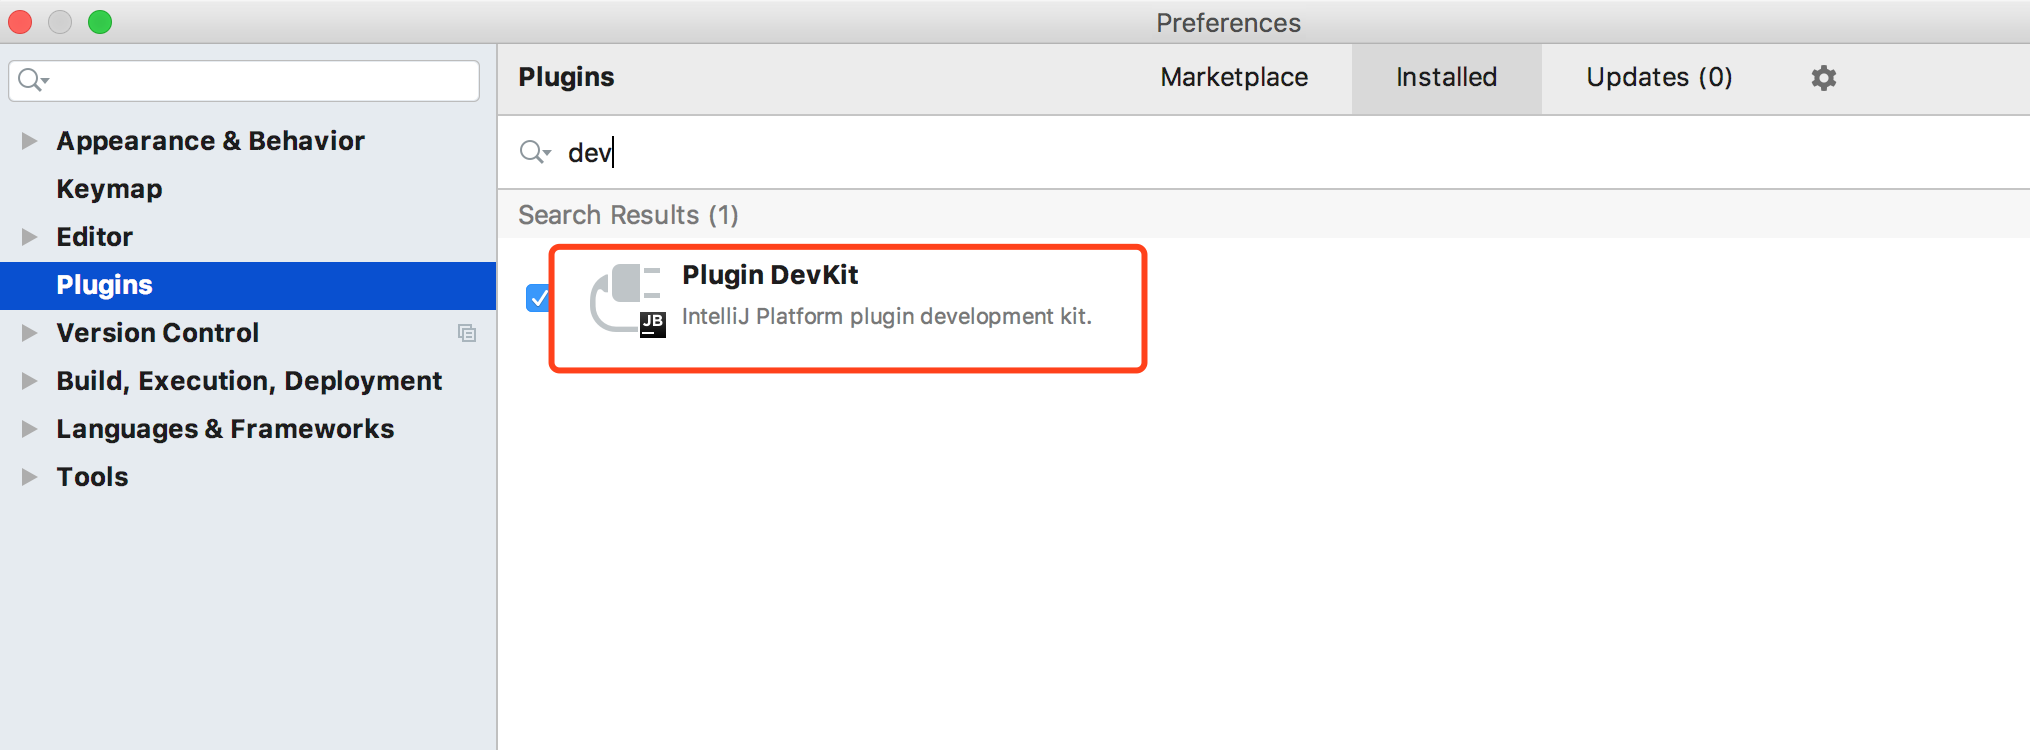 Preferences
Plugins
Marketplace
Installed
Updates (0)
Appearance & Behavior
Keymap
Editor
Plugins
Version Control
Build, Execution, Deployment
Languages & Frameworks
Tools
dev
Search Results (1)
Plugin DevKit
JB
IntelliJ Platform plugin development kit.